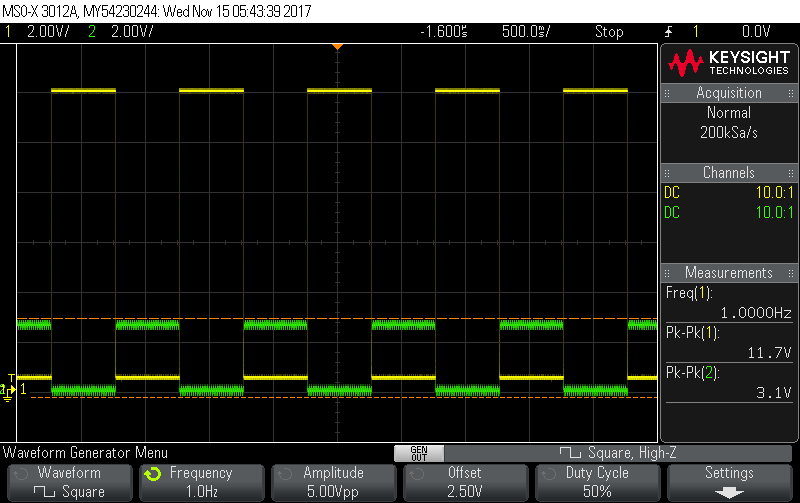 MSO-X 3012A, MY54230244: Wed Nov 15 05:43:39 2017
1 2.00V/ 2 2.00V/ -1.600s 500.0s/ Stop 1 0.0V
KEYSIGHT
TECHNOLOGIES
Acquisition
Normal
200kSa/s
Channels
DC 10.0:1
DC 10.0:1
Measurements
Freq(1):
1.0000Hz
Pk-Pk(1):
11.7V
Pk-Pk(2):
3.1V
T
1
Waveform Generator Menu
GEN
OUT
Square, High-Z
Waveform
Square
Frequency
1.0Hz
Amplitude
5.00Vpp
Offset
2.50V
Duty Cycle
50%
Settings